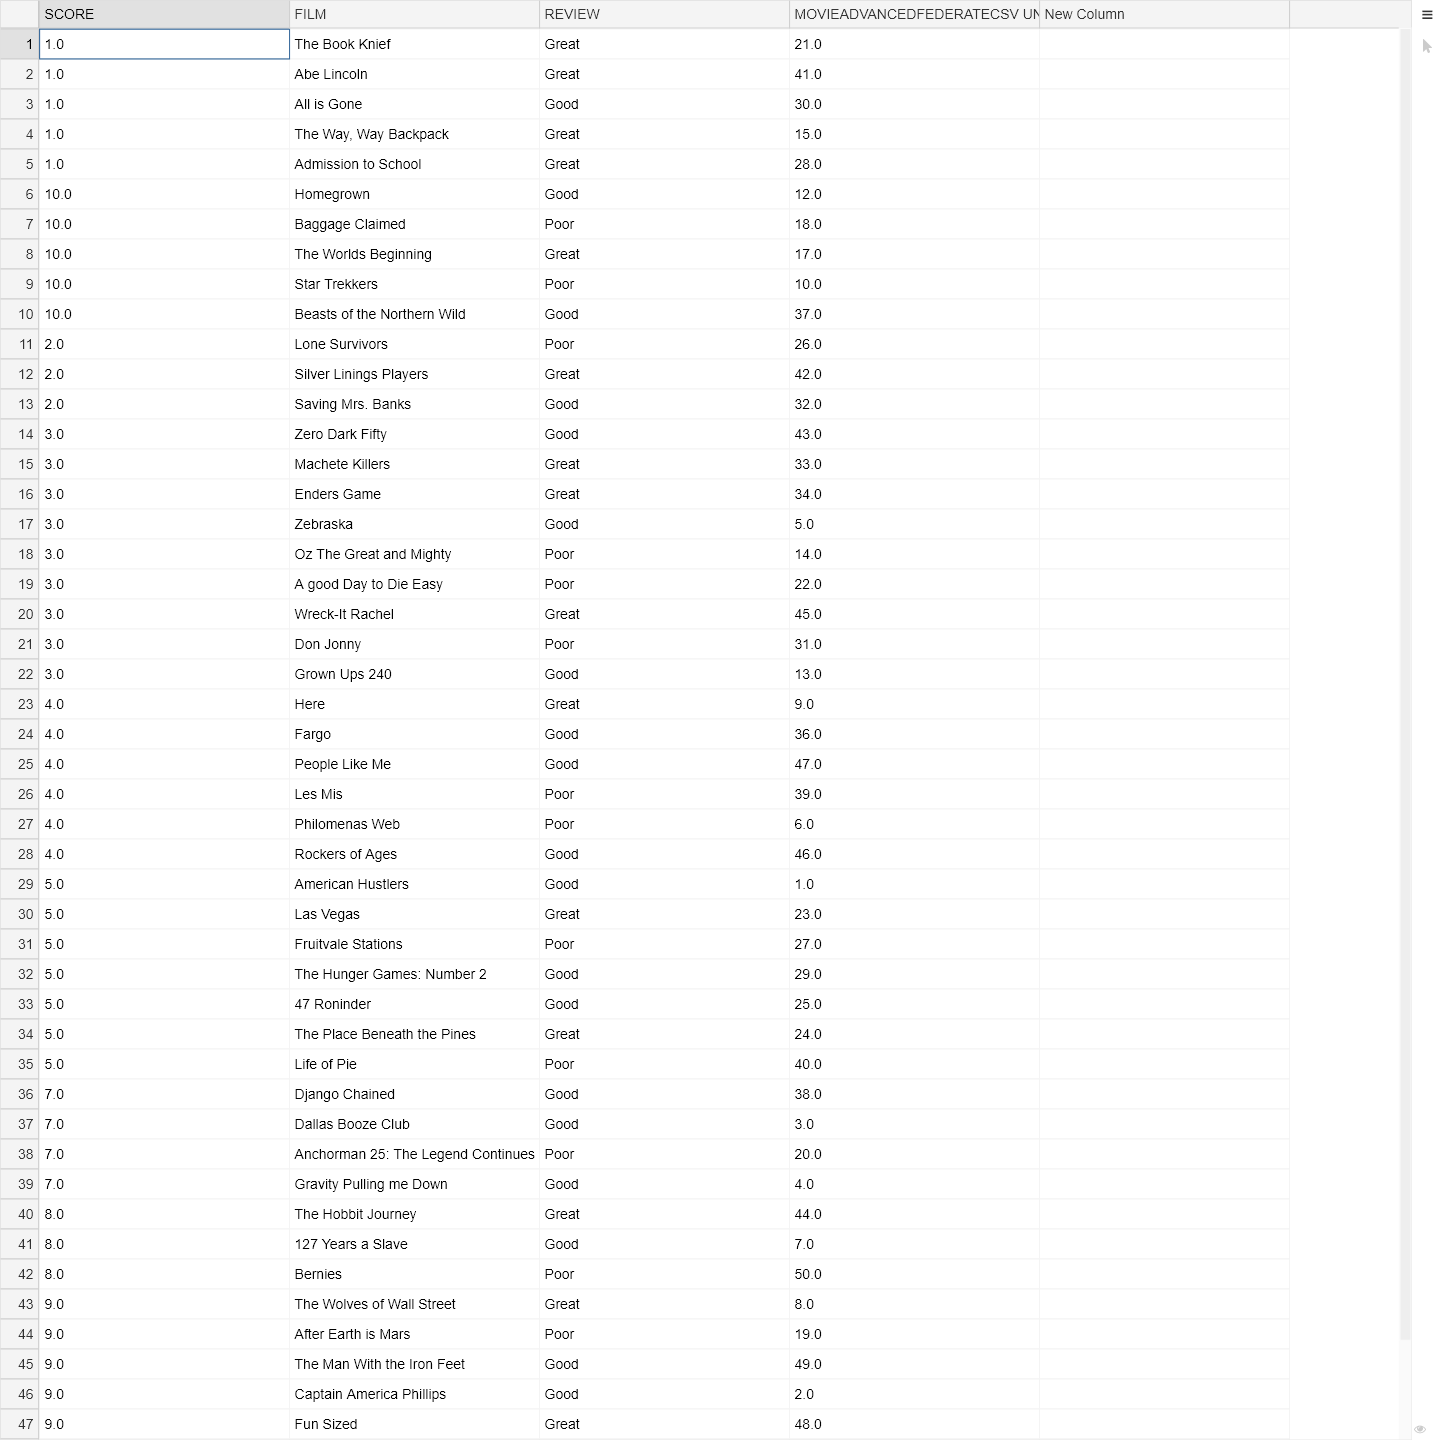 SCORE FILM REVIEW MOVIEADVANCEDFEDERATECSV UN New Column
1 1.0 The Book Knief Great 21.0
2 1.0 Abe Lincoln Great 41.0
3 1.0 All is Gone Good 30.0
4 1.0 The Way, Way Backpack Great 15.0
5 1.0 Admission to School Great 28.0
6 10.0 Homegrown Good 12.0
7 10.0 Baggage Claimed Poor 18.0
8 10.0 The Worlds Beginning Great 17.0
9 10.0 Star Trekkers Poor 10.0
10 10.0 Beasts of the Northern Wild Good 37.0
11 2.0 Lone Survivors Poor 26.0
12 2.0 Silver Linings Players Great 42.0
13 2.0 Saving Mrs. Banks Good 32.0
14 3.0 Zero Dark Fifty Good 43.0
15 3.0 Machete Killers Great 33.0
16 3.0 Enders Game Great 34.0
17 3.0 Zebraska Good 5.0
18 3.0 Oz The Great and Mighty Poor 14.0
19 3.0 A good Day to Die Easy Poor 22.0
20 3.0 Wreck-It Rachel Great 45.0
21 3.0 Don Jonny Poor 31.0
22 3.0 Grown Ups 240 Good 13.0
23 4.0 Here Great 9.0
24 4.0 Fargo Good 36.0
25 4.0 People Like Me Good 47.0
26 4.0 Les Mis Poor 39.0
27 4.0 Philomenas Web Poor 6.0
28 4.0 Rockers of Ages Good 46.0
29 5.0 American Hustlers Good 1.0
30 5.0 Las Vegas Great 23.0
31 5.0 Fruitvale Stations Poor 27.0
32 5.0 The Hunger Games: Number 2 Good 29.0
33 5.0 47 Roninder Good 25.0
34 5.0 The Place Beneath the Pines Great 24.0
35 5.0 Life of Pie Poor 40.0
36 7.0 Django Chained Good 38.0
37 7.0 Dallas Booze Club Good 3.0
38 7.0 Anchorman 25: The Legend Continues Poor 20.0
39 7.0 Gravity Pulling me Down Good 4.0
40 8.0 The Hobbit Journey Great 44.0
41 8.0 127 Years a Slave Good 7.0
42 8.0 Bernies Poor 50.0
43 9.0 The Wolves of Wall Street Great 8.0
44 9.0 After Earth is Mars Poor 19.0
45 9.0 The Man With the Iron Feet Good 49.0
46 9.0 Captain America Phillips Good 2.0
47 9.0 Fun Sized Great 48.0